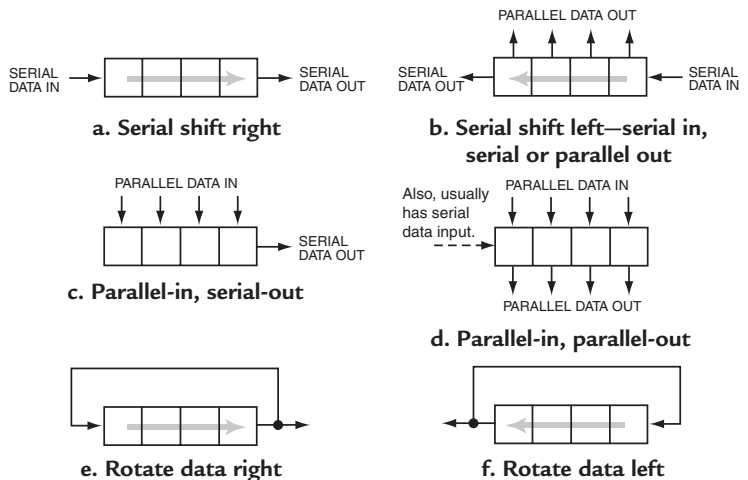 SERIAL
DATA IN
SERIAL
DATA OUT
a. Serial shift right
PARALLEL DATA OUT
SERIAL
DATA OUT
SERIAL
DATA IN
b. Serial shift left—serial in,
serial or parallel out
PARALLEL DATA IN
SERIAL
DATA OUT
c. Parallel-in, serial-out
Also, usually
has serial
data input.
PARALLEL DATA IN
PARALLEL DATA OUT
d. Parallel-in, parallel-out
e. Rotate data right
f. Rotate data left